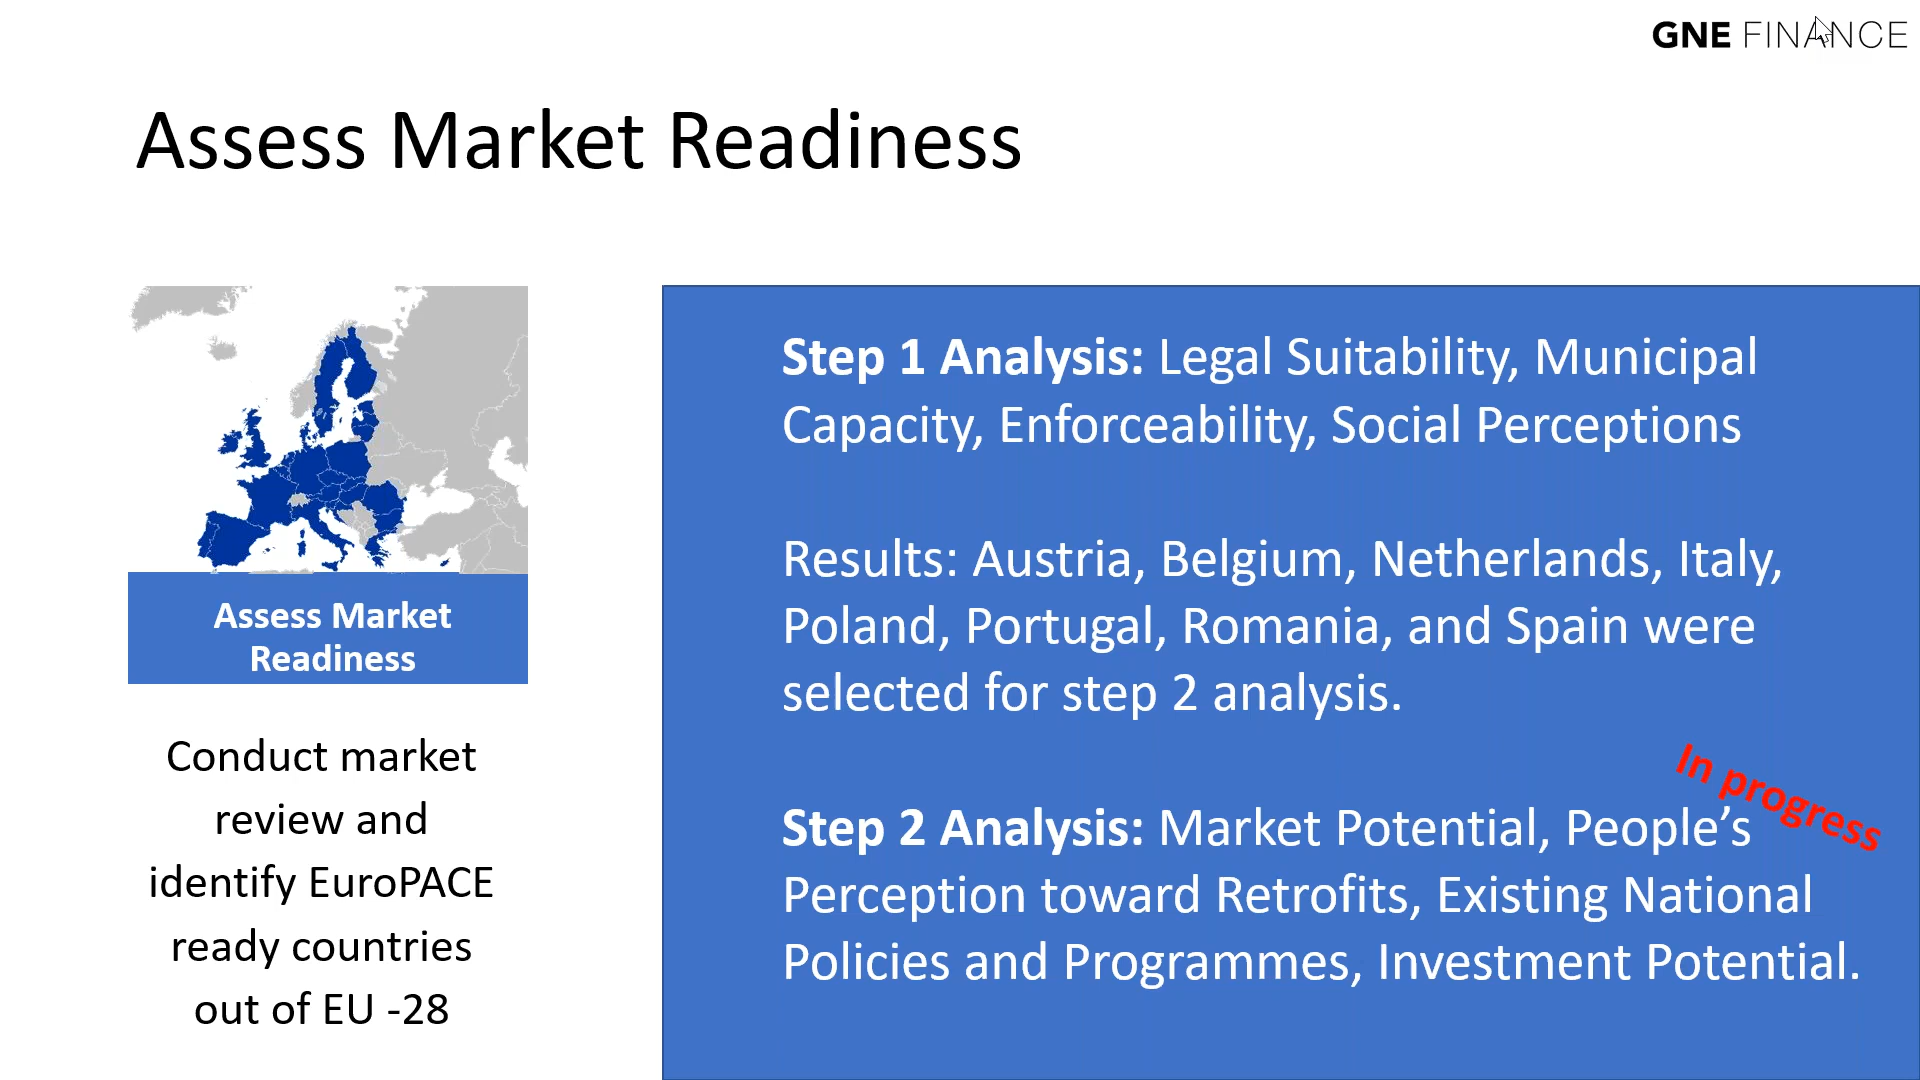 GNE FINANCE
Assess Market Readiness
Assess Market
Readiness
Conduct market
review and
identify EuroPACE
ready countries
out of EU -28
Step 1 Analysis: Legal Suitability, Municipal
Capacity, Enforceability, Social Perceptions
Results: Austria, Belgium, Netherlands, Italy,
Poland, Portugal, Romania, and Spain were
selected for step 2 analysis.
In progress
Step 2 Analysis: Market Potential, People’s
Perception toward Retrofits, Existing National
Policies and Programmes, Investment Potential.